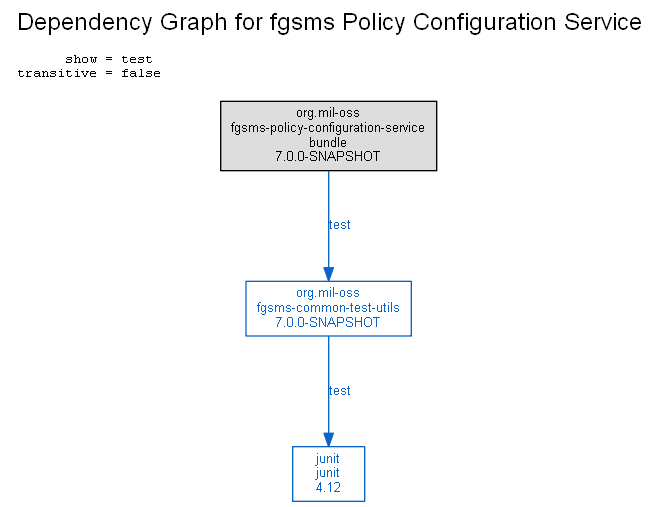 Dependency Graph for fgsms Policy Configuration Service
show = test
transitive = false
org.mil-oss
fgsms-policy-configuration-service
bundle
7.0.0-SNAPSHOT
test
org.mil-oss
fgsms-common-test-utils
7.0.0-SNAPSHOT
test
junit
junit
4.12